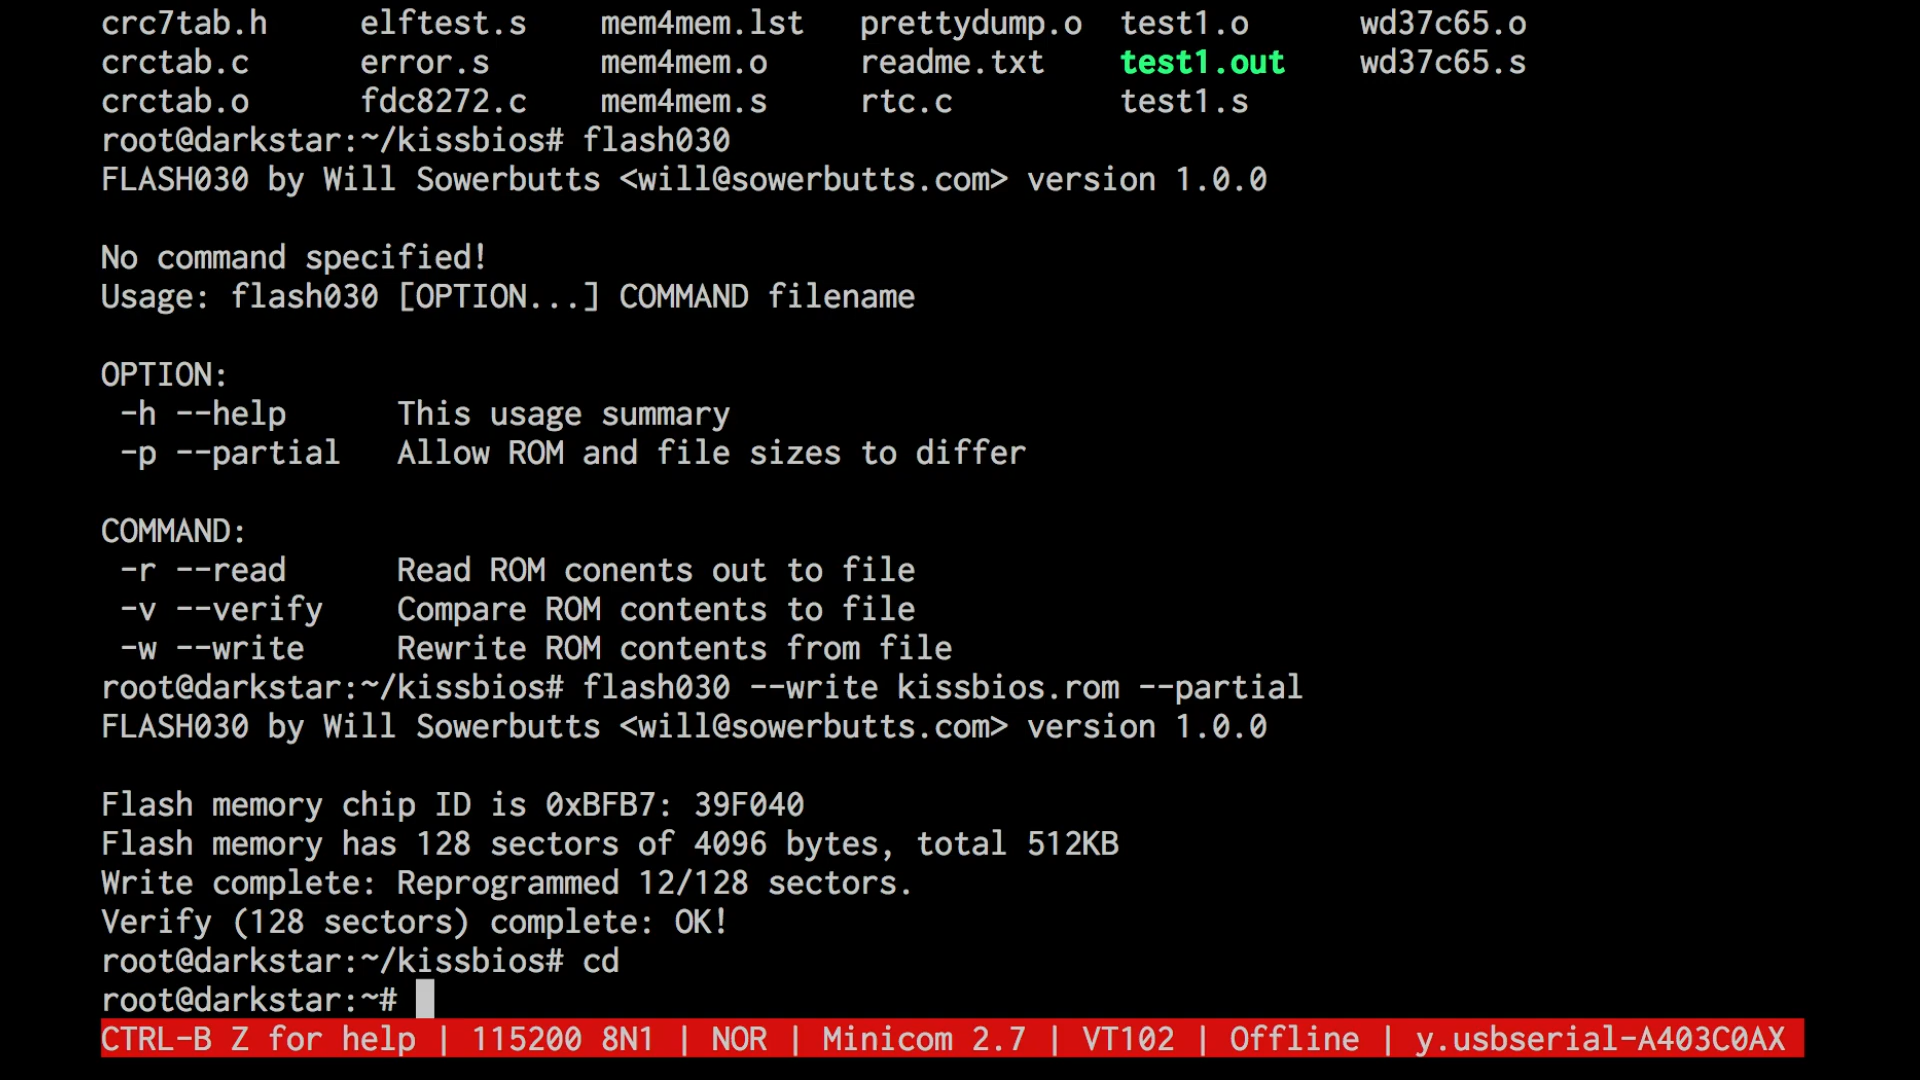 crc7tab.h elftest.s mem4mem.lst prettydump.o test1.o wd37c65.o
crctab.c error.s mem4mem.o readme.txt test1.out wd37c65.s
crctab.o fdc8272.c mem4mem.s rtc.c test1.s
root@darkstar:~/kissbios# flash030
FLASH030 by Will Sowerbutts <will@sowerbutts.com> version 1.0.0
No command specified!
Usage: flash030 [OPTION...] COMMAND filename
OPTION:
-h --help This usage summary
-p --partial Allow ROM and file sizes to differ
COMMAND:
-r --read Read ROM conents out to file
-v --verify Compare ROM contents to file
-w --write Rewrite ROM contents from file
root@darkstar:~/kissbios# flash030 --write kissbios.rom --partial
FLASH030 by Will Sowerbutts <will@sowerbutts.com> version 1.0.0
Flash memory chip ID is 0xBFB7: 39F040
Flash memory has 128 sectors of 4096 bytes, total 512KB
Write complete: Reprogrammed 12/128 sectors.
Verify (128 sectors) complete: OK!
root@darkstar:~/kissbios# cd
root@darkstar:~#
CTRL-B Z for help | 115200 8N1 | NOR | Minicom 2.7 | VT102 | Offline | y.usbserial-A403C0AX